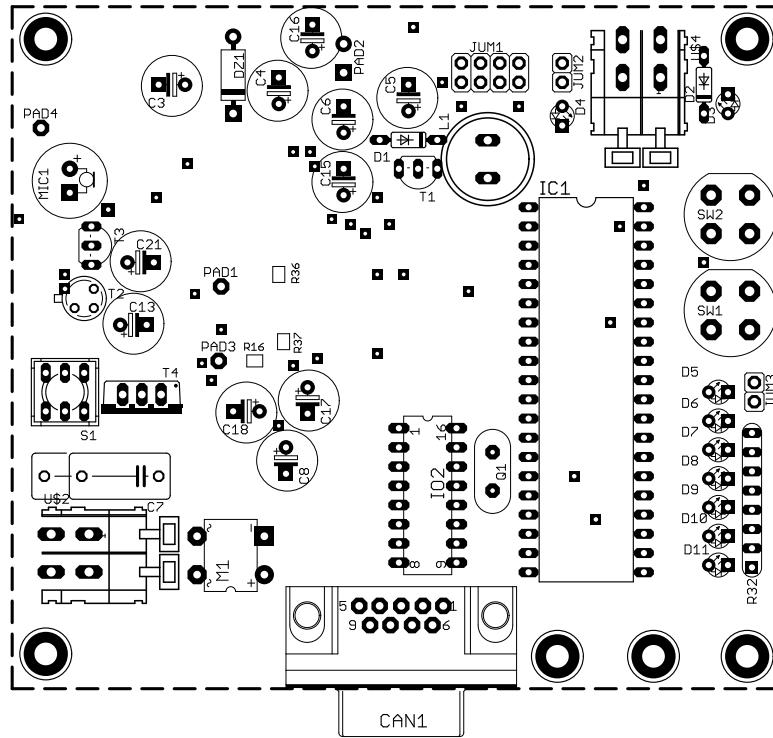 C16
PAD2
DZ1
C4
C3
C5
JUM1
JUM2
U$4
D2
D3
D4
C6
L1
PAD4
D1
C15
T1
MIC1
IC1
SW2
T3
C21
T2
PAD1
R36
C13
SW1
R37
R16
PAD3
T4
D5
JUM3
D6
S1
C18
C17
D7
1
16
D8
C8
IO2
Q1
U$2
C7
D9
D10
D11
M1
8
9
R32
5
1
9
6
CAN1